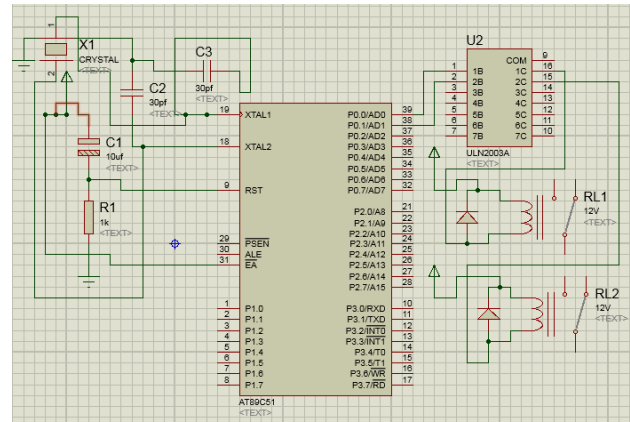 1
X1
CRYSTAL
<TEXT>
2
C3
30pf
<TEXT>
C2
30pf
<TEXT>
C1
10uf
<TEXT>
R1
1k
<TEXT>
19 XTAL1
18 XTAL2
9 RST
29 PSEN
30 ALE
31 EA
1 P1.0
2 P1.1
3 P1.2
4 P1.3
5 P1.4
6 P1.5
7 P1.6
8 P1.7
P0.0/AD0 39
P0.1/AD1 38
P0.2/AD2 37
P0.3/AD3 36
P0.4/AD4 35
P0.5/AD5 34
P0.6/AD6 33
P0.7/AD7 32
P2.0/A8 21
P2.1/A9 22
P2.2/A10 23
P2.3/A11 24
P2.4/A12 25
P2.5/A13 26
P2.6/A14 27
P2.7/A15 28
P3.0/RXD 10
P3.1/TXD 11
P3.2/INT0 12
P3.3/INT1 13
P3.4/T0 14
P3.5/T1 15
P3.6/WR 16
P3.7/RD 17
AT89C51
<TEXT>
U2
COM 9
1 1B 1C 16
2 2B 2C 15
3 3B 3C 14
4 4B 4C 13
5 5B 5C 12
6 6B 6C 11
7 7B 7C 10
ULN2003A
<TEXT>
RL1
12V
<TEXT>
RL2
12V
<TEXT>